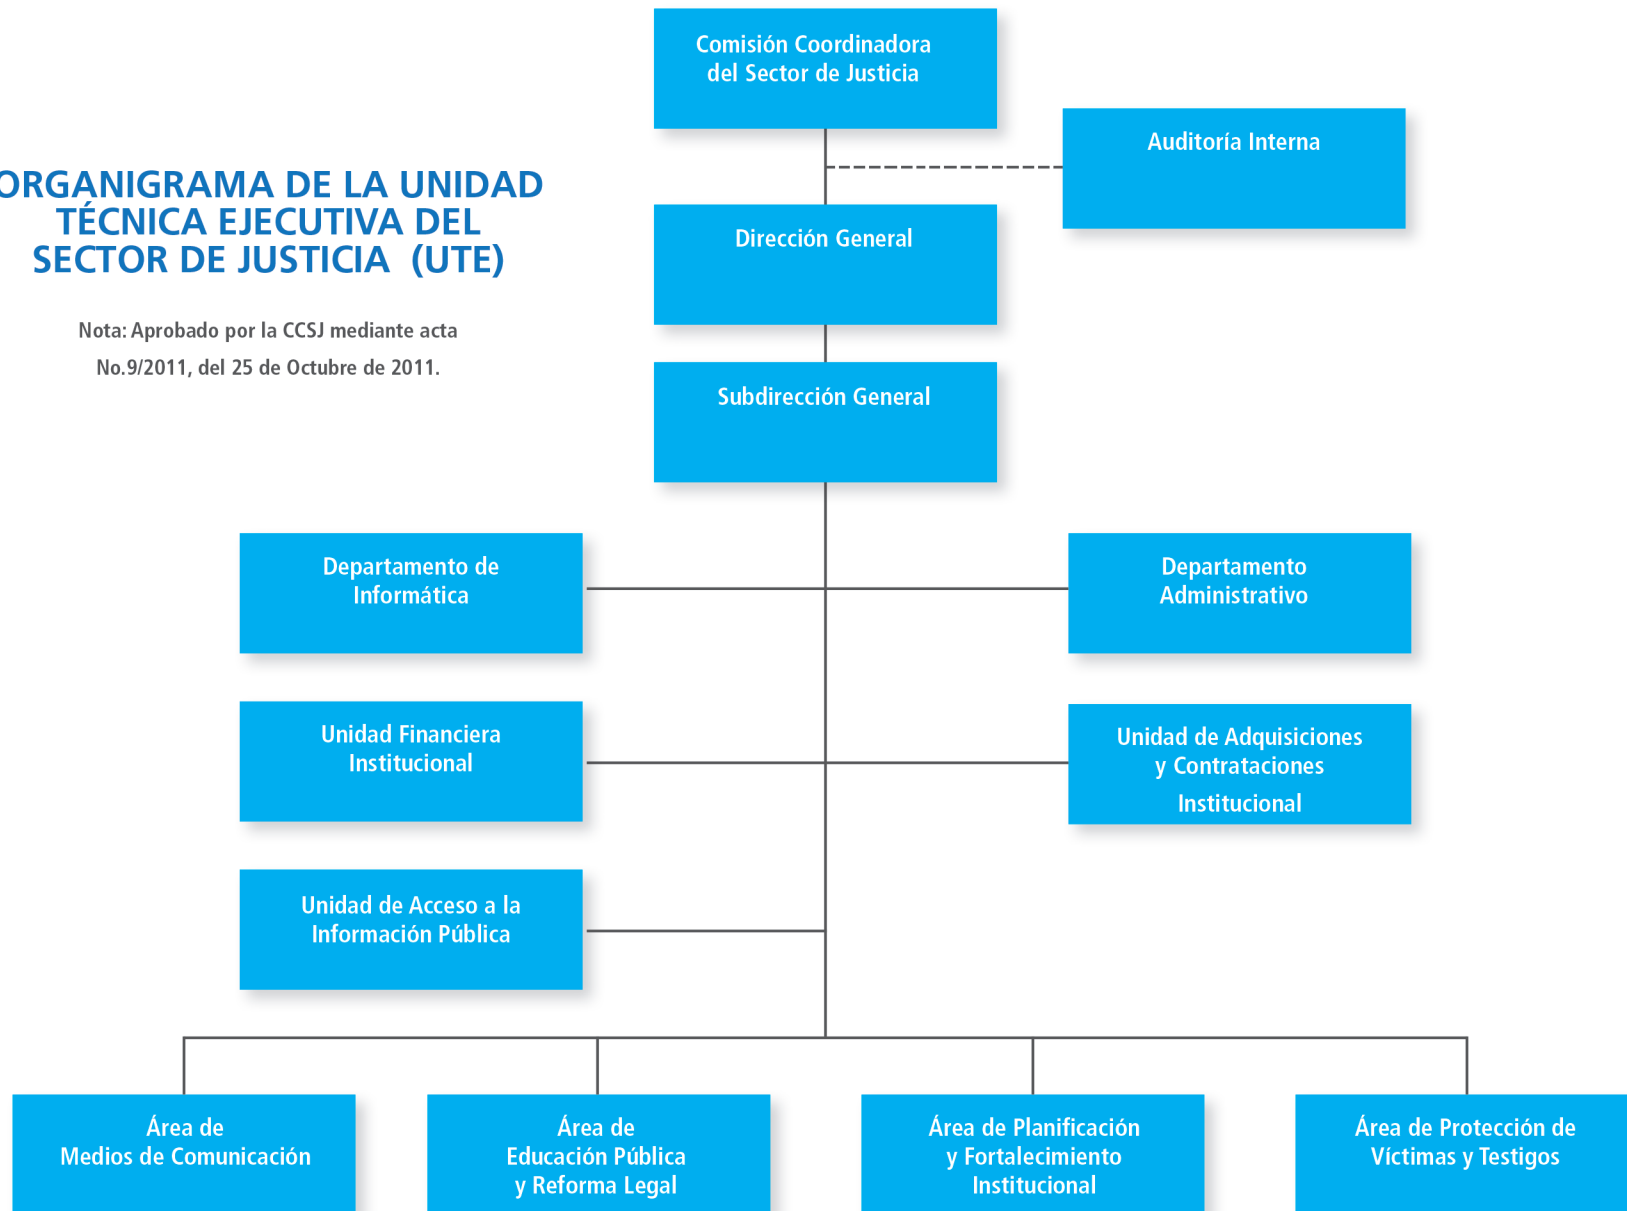 Comisión Coordinadora
del Sector de Justicia
Auditoría Interna
ORGANIGRAMA DE LA UNIDAD
TÉCNICA EJECUTIVA DEL
SECTOR DE JUSTICIA (UTE)
Nota: Aprobado por la CCSJ mediante acta
No.9/2011, del 25 de Octubre de 2011.
Dirección General
Subdirección General
Departamento de
Informática
Departamento
Administrativo
Unidad Financiera
Institucional
Unidad de Adquisiciones
y Contrataciones
Institucional
Unidad de Acceso a la
Información Pública
Área de
Medios de Comunicación
Área de
Educación Pública
y Reforma Legal
Área de Planificación
y Fortalecimiento
Institucional
Área de Protección de
Víctimas y Testigos